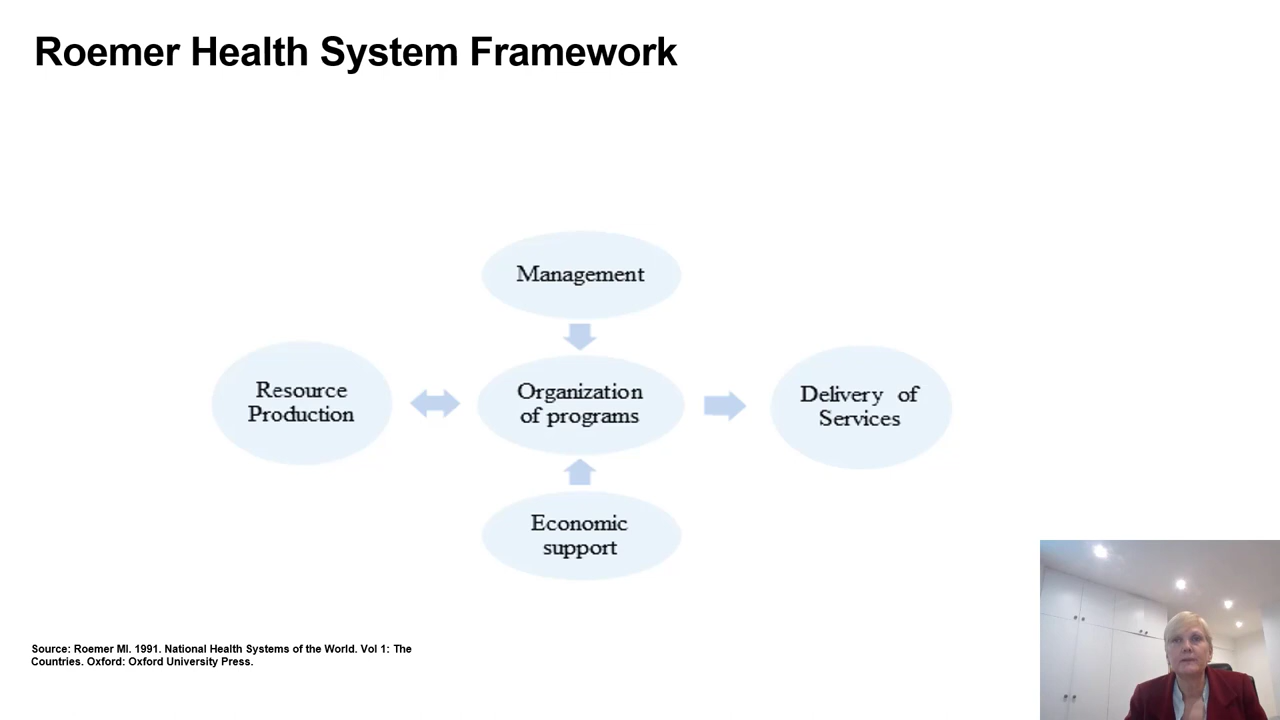 Roemer Health System Framework
Management
Resource
Production
Organization
of programs
Delivery of
Services
Economic
support
Source: Roemer MI. 1991. National Health Systems of the World. Vol 1: The
Countries. Oxford: Oxford University Press.